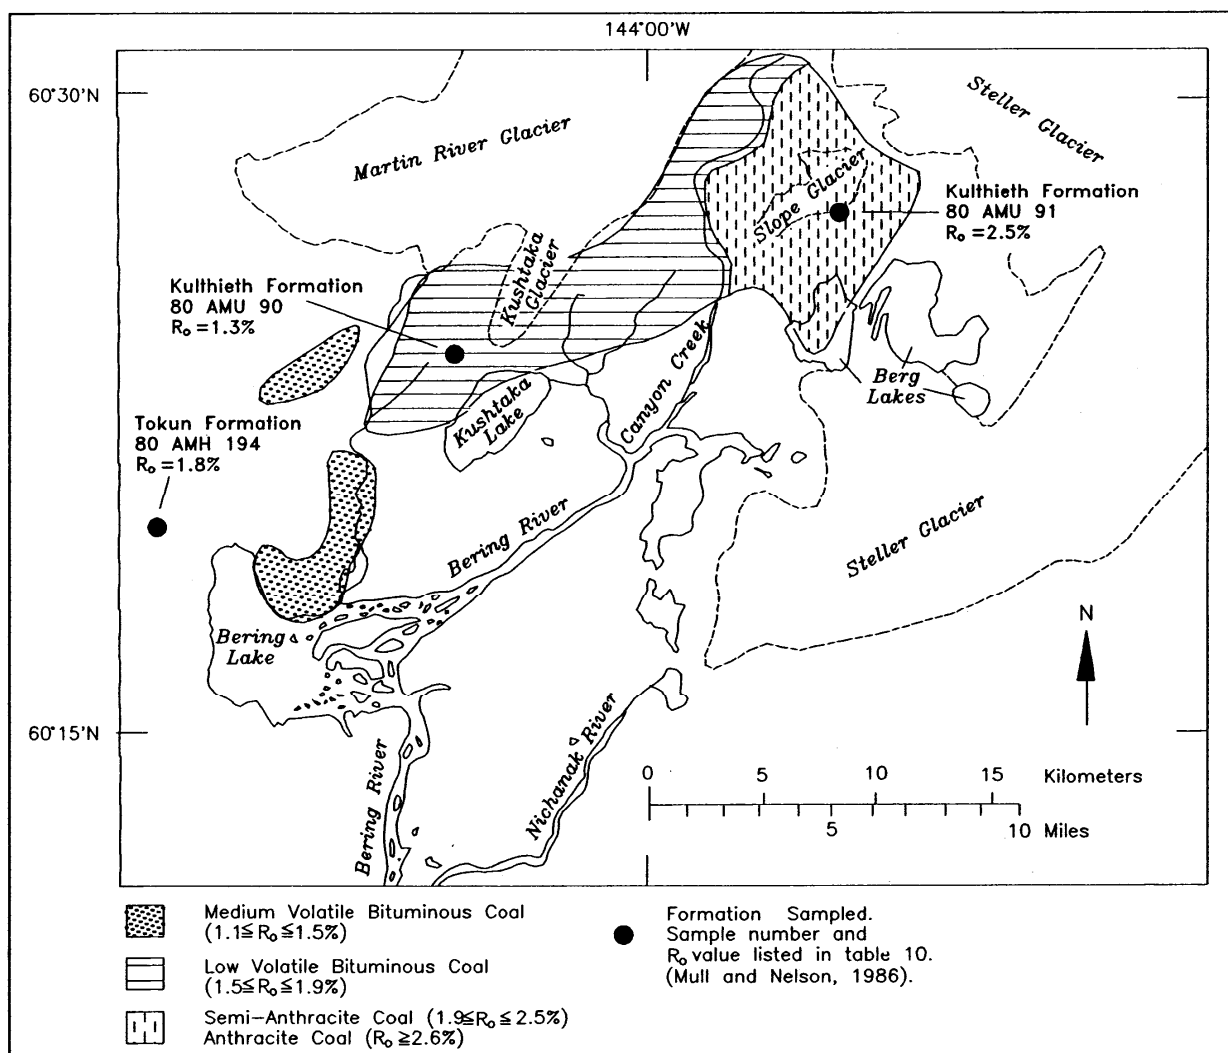 144°00'W
60°30'N
Martin River Glacier
Steller Glacier
Slope Glacier
Kulthieth Formation
80 AMU 91
Ro=2.5%
Kushtaka
Glacier
Kulthieth Formation
80 AMU 90
Ro=1.3%
Canyon Creek
Berg
Lakes
Kushtaka
Lake
Tokun Formation
80 AMH 194
Ro=1.8%
Bering River
Steller Glacier
N
Bering
Lake
60°15'N
Nichanak River
Bering River
0 5 10 15 Kilometers
5 10 Miles
Medium Volatile Bituminous Coal
(1.1≦Ro≦1.5%)
Low Volatile Bituminous Coal
(1.5≦Ro≦1.9%)
Semi-Anthracite Coal (1.9≦Ro≦2.5%)
Anthracite Coal (Ro≧2.6%)
Formation Sampled.
Sample number and
Ro value listed in table 10.
(Mull and Nelson, 1986).